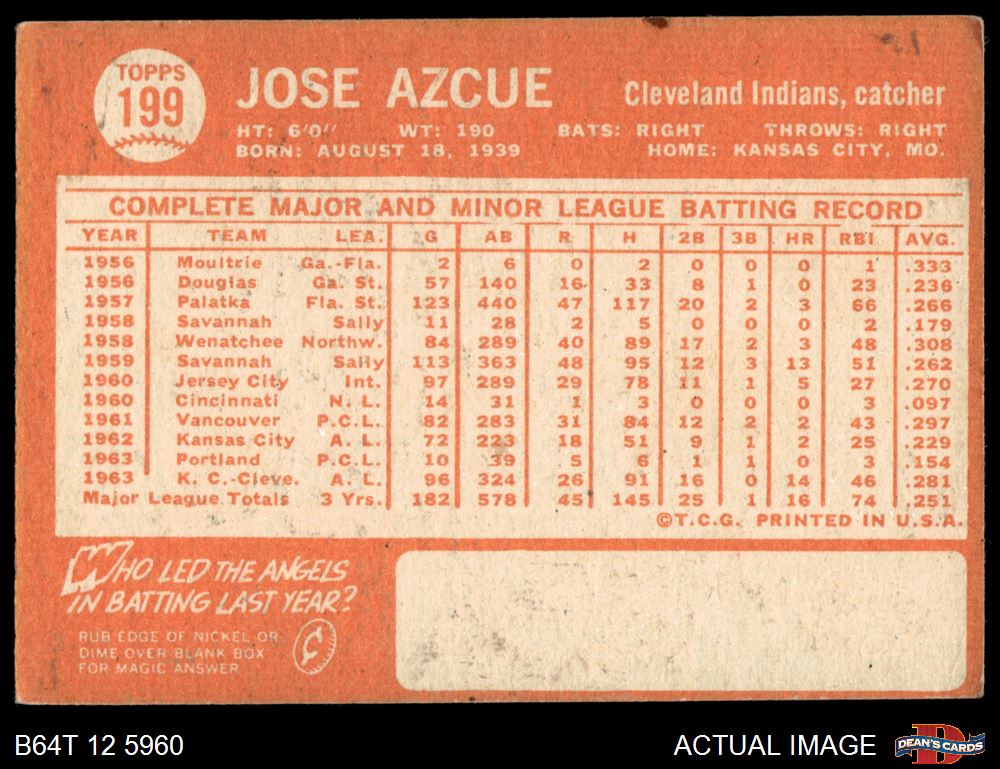 TOPPS
199
JOSE AZCUE
Cleveland Indians, catcher
HT: 6'0" WT: 190 BATS: RIGHT THROWS: RIGHT
BORN: AUGUST 18, 1939 HOME: KANSAS CITY, MO.
COMPLETE MAJOR AND MINOR LEAGUE BATTING RECORD
YEAR TEAM LEA. G AB R H 2B 3B HR RBI AVG.
1956 Moultrie Ga.-Fla. 2 6 0 2 0 0 0 1 .333
1956 Douglas Ga. St. 57 140 16 33 8 1 0 23 .236
1957 Palatka Fla. St. 123 440 47 117 20 2 3 66 .266
1958 Savannah Sally 11 28 2 5 0 0 0 2 .179
1958 Wenatchee Northw. 84 289 40 89 17 2 3 48 .308
1959 Savannah Sally 113 363 48 95 12 3 13 51 .262
1960 Jersey City Int. 97 289 29 78 11 1 5 27 .270
1960 Cincinnati N. L. 14 31 1 3 0 0 0 3 .097
1961 Vancouver P.C.L. 82 283 31 84 12 2 2 43 .297
1962 Kansas City A. L. 72 223 18 51 9 1 2 25 .229
1963 Portland P.C.L. 10 39 5 6 1 1 0 3 .154
1963 K. C.-Cleve. A. L. 96 324 26 91 16 0 14 46 .281
Major League Totals 3 Yrs. 182 578 45 145 25 1 16 74 .251
©T.C.G. PRINTED IN U.S.A.
WHO LED THE ANGELS
IN BATTING LAST YEAR?
RUB EDGE OF NICKEL OR
DIME OVER BLANK BOX
FOR MAGIC ANSWER
¢
B64T 12 5960
ACTUAL IMAGE
DEAN'S CARDS